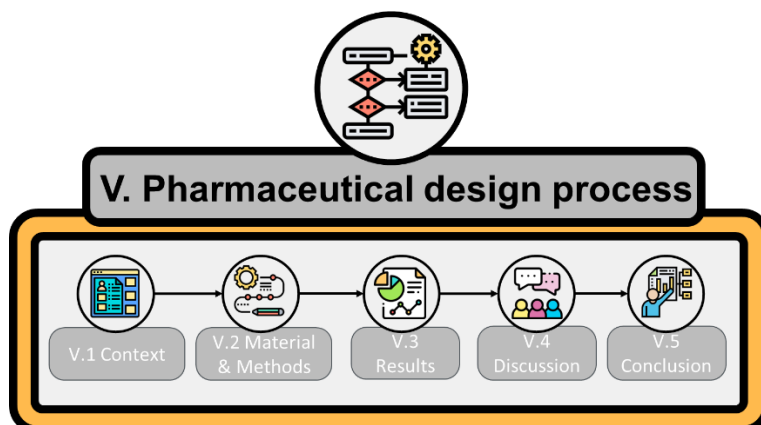 V. Pharmaceutical design process
V.1 Context
V.2 Material
& Methods
V.3
Results
V.4
Discussion
V.5
Conclusion